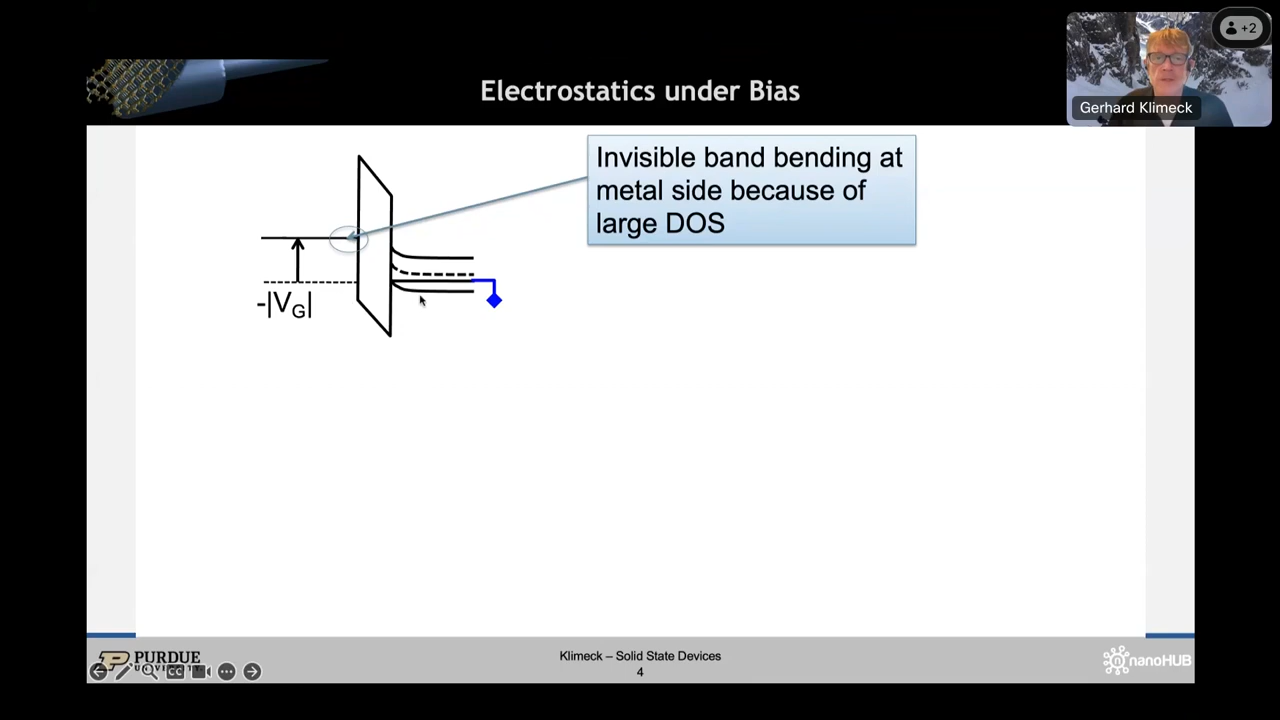 Electrostatics under Bias
+2
Gerhard Klimeck
Invisible band bending at
metal side because of
large DOS
-|VG|
PURDUE
Klimeck – Solid State Devices
4
nanoHUB